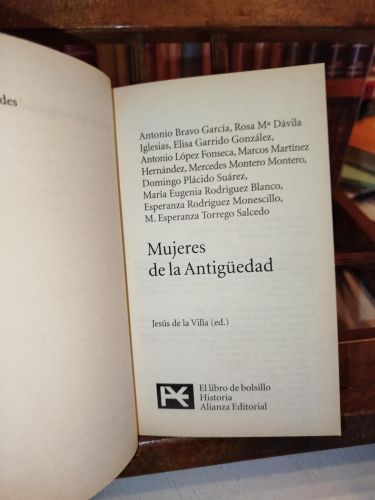 des
Antonio Bravo García, Rosa Mª Dávila
Iglesias, Elisa Garrido González,
Antonio López Fonseca, Marcos Martínez
Hernández, Mercedes Montero Montero,
Domingo Plácido Suárez,
María Eugenia Rodríguez Blanco,
Esperanza Rodríguez Monescillo,
M. Esperanza Torrego Salcedo
Mujeres
de la Antigüedad
Jesús de la Villa (ed.)
El libro de bolsillo
Historia
Alianza Editorial